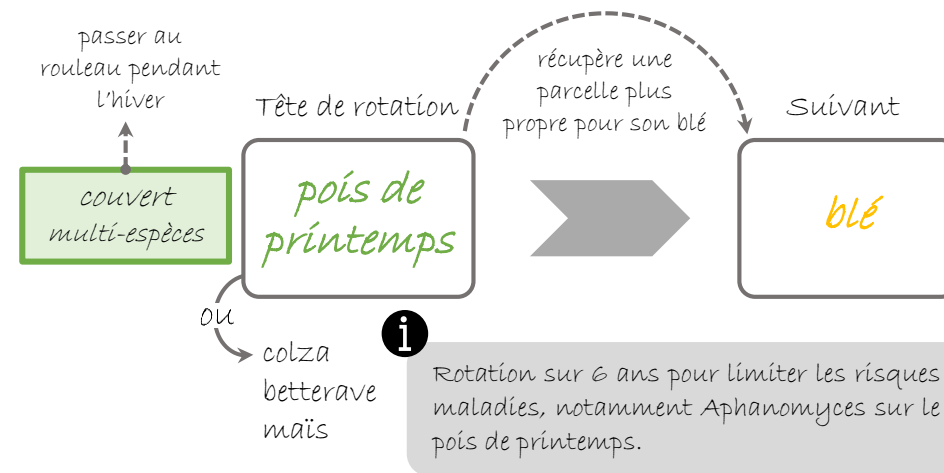 passer au
rouleau pendant
l'hiver
couvert
multi-espèces
Tête de rotation
pois de
printemps
récupère une
parcelle plus
propre pour son blé
Suivant
blé
ou
colza
betterave
maïs
i
Rotation sur 6 ans pour limiter les risques
maladies, notamment Aphanomyces sur le
pois de printemps.